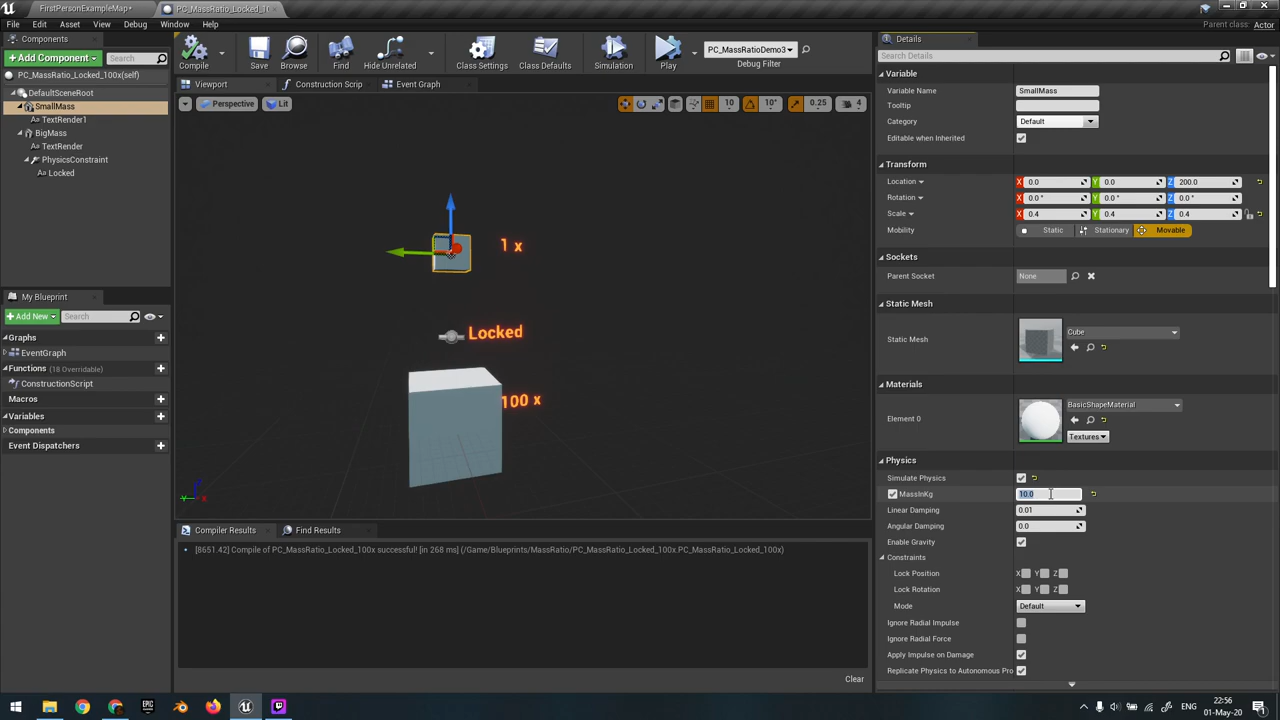 FirstPersonExampleMap*
PC_MassRatio_Locked_10
File Edit Asset View Debug Window Help
Parent class: Actor
Components
+ Add Component Search
PC_MassRatio_Locked_100x(self)
DefaultSceneRoot
SmallMass
TextRender1
BigMass
TextRender
PhysicsConstraint
Locked
My Blueprint
+ Add New Search
Graphs
EventGraph
Functions (18 Overridable)
ConstructionScript
Macros
Variables
Components
Event Dispatchers
Compile Save Browse Find Hide Unrelated Class Settings Class Defaults Simulation Play
PC_MassRatioDemo3
Debug Filter
Viewport Construction Script Event Graph
Perspective Lit 10 10° 0.25 4
1 x
Locked
100 x
Z
Y
Compiler Results Find Results
[8651.42] Compile of PC_MassRatio_Locked_100x successful! [in 268 ms] (/Game/Blueprints/MassRatio/PC_MassRatio_Locked_100x.PC_MassRatio_Locked_100x)
Clear
Details
Search Details
Variable
Variable Name SmallMass
Tooltip
Category Default
Editable when Inherited
Transform
Location X 0.0 Y 0.0 Z 200.0
Rotation X 0.0 ° Y 0.0 ° Z 0.0 °
Scale X 0.4 Y 0.4 Z 0.4
Mobility Static Stationary Movable
Sockets
Parent Socket None
Static Mesh
Static Mesh Cube
Materials
Element 0 BasicShapeMaterial
Textures
Physics
Simulate Physics
MassInKg 10.0
Linear Damping 0.01
Angular Damping 0.0
Enable Gravity
Constraints
Lock Position X Y Z
Lock Rotation X Y Z
Mode Default
Ignore Radial Impulse
Ignore Radial Force
Apply Impulse on Damage
Replicate Physics to Autonomous Pro
22:56
01-May-20